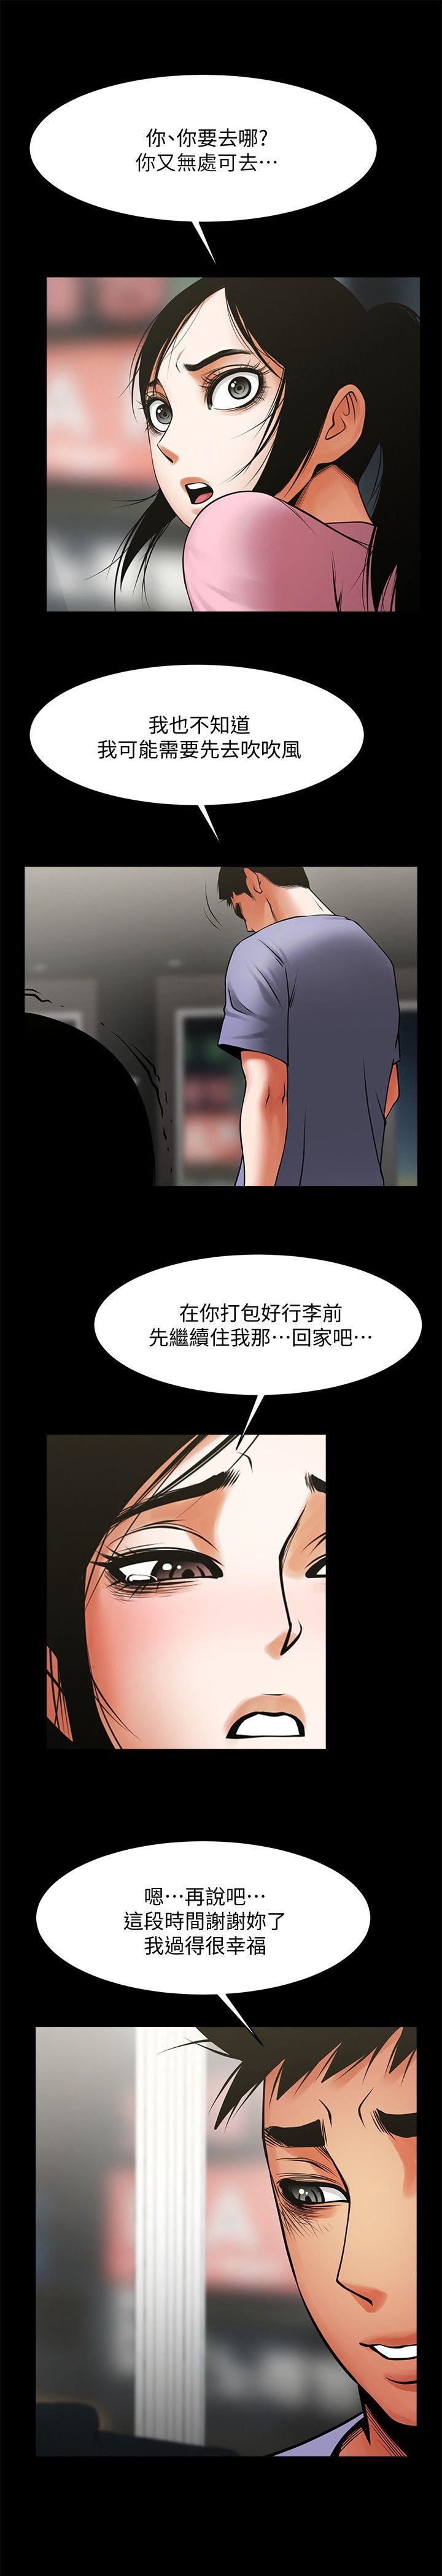 你、你要去哪?
你又無處可去⋯
我也不知道
我可能需要先去吹吹風
在你打包好行李前
先繼續住我那⋯回家吧⋯
嗯⋯再說吧⋯
這段時間謝謝妳了
我過得很幸福